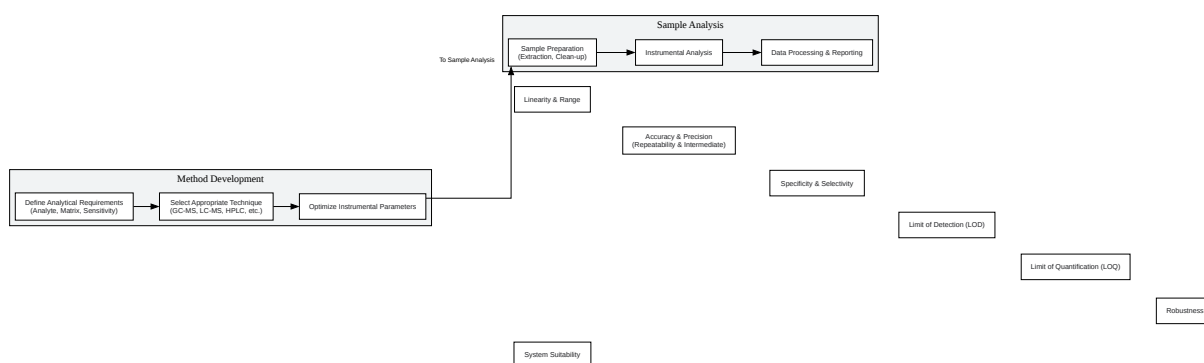 Sample Analysis
Sample Preparation
(Extraction, Clean-up)
Instrumental Analysis
Data Processing & Reporting
To Sample Analysis
Linearity & Range
Accuracy & Precision
(Repeatability & Intermediate)
Method Development
Define Analytical Requirements
(Analyte, Matrix, Sensitivity)
Select Appropriate Technique
(GC-MS, LC-MS, HPLC, etc.)
Optimize Instrumental Parameters
Specificity & Selectivity
Limit of Detection (LOD)
Limit of Quantification (LOQ)
Robustness
System Suitability